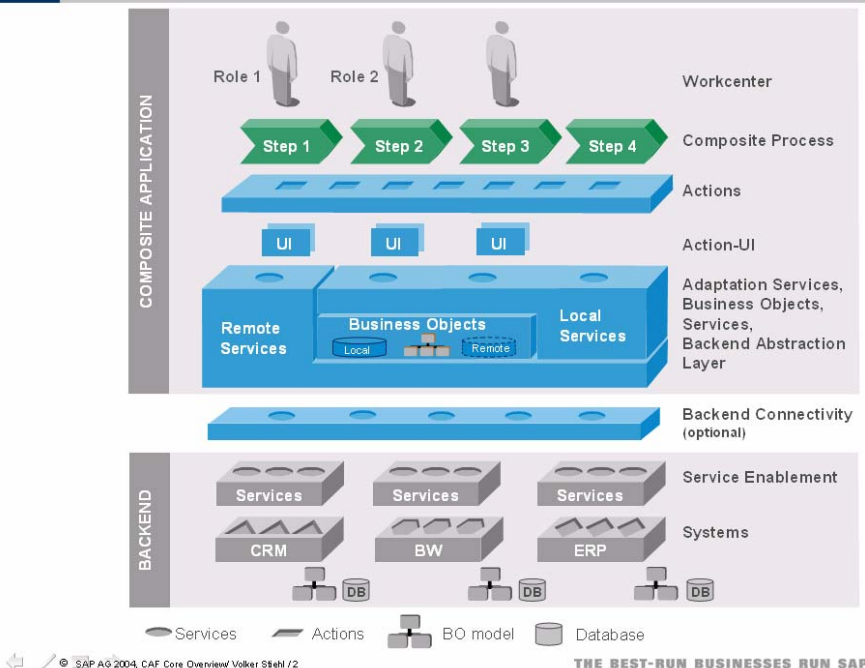 Role 1
Role 2
Workcenter
COMPOSITE APPLICATION
Step 1
Step 2
Step 3
Step 4
Composite Process
Actions
UI
UI
UI
Action-UI
Adaptation Services,
Business Objects,
Services,
Backend Abstraction
Layer
Remote
Services
Business Objects
Local
Remote
Local
Services
Backend Connectivity
(optional)
BACKEND
Services
Services
Services
Service Enablement
CRM
BW
ERP
Systems
DB
DB
DB
Services
Actions
BO model
Database
© SAP AG 2004, CAF Core Overview/ Volker Stiehl / 2
THE BEST-RUN BUSINESSES RUN SAP